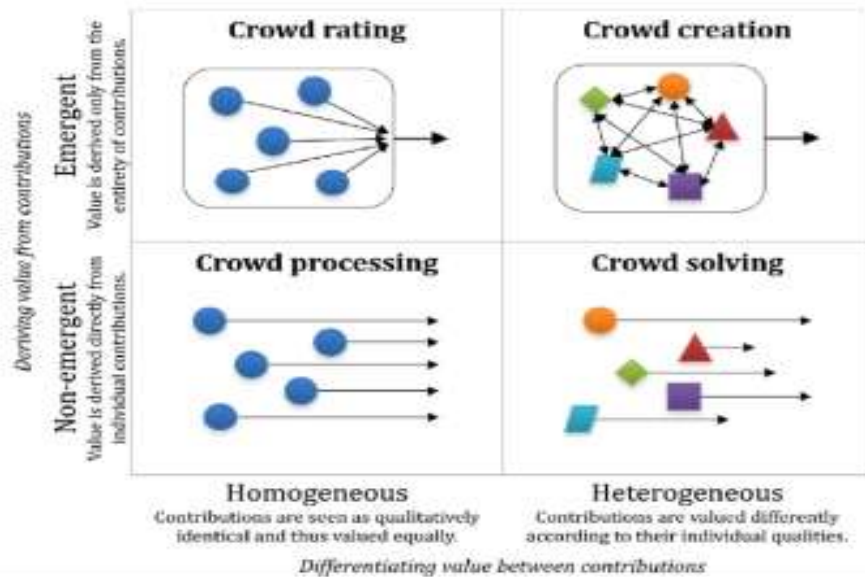 Crowd rating
Crowd creation
Deriving value from contributions
Emergent
Value is derived only from the
entirety of contributions.
Crowd processing
Crowd solving
Non-emergent
Value is derived directly from
individual contributions.
Homogeneous
Contributions are seen as qualitatively
identical and thus valued equally.
Heterogeneous
Contributions are valued differently
according to their individual qualities.
Differentiating value between contributions